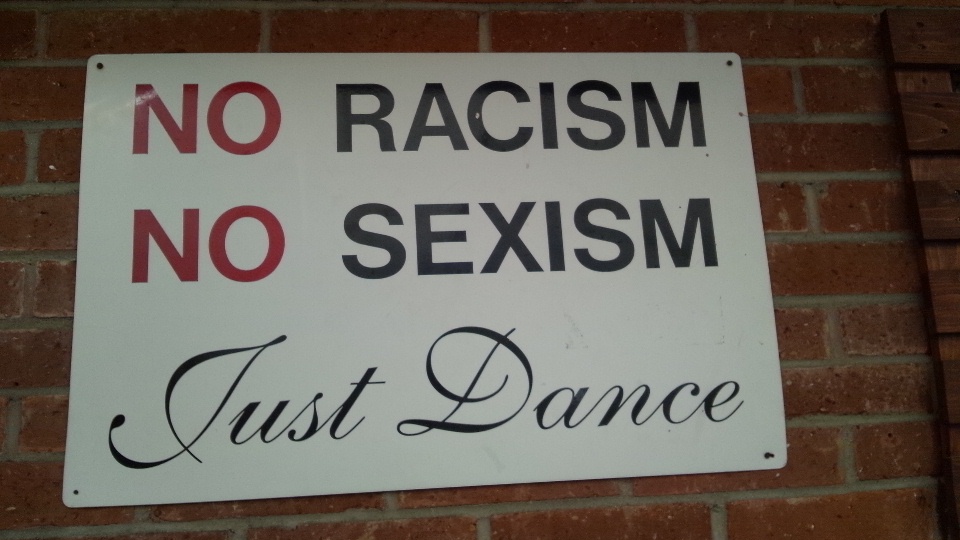 NO RACISM
NO SEXISM
Just Dance